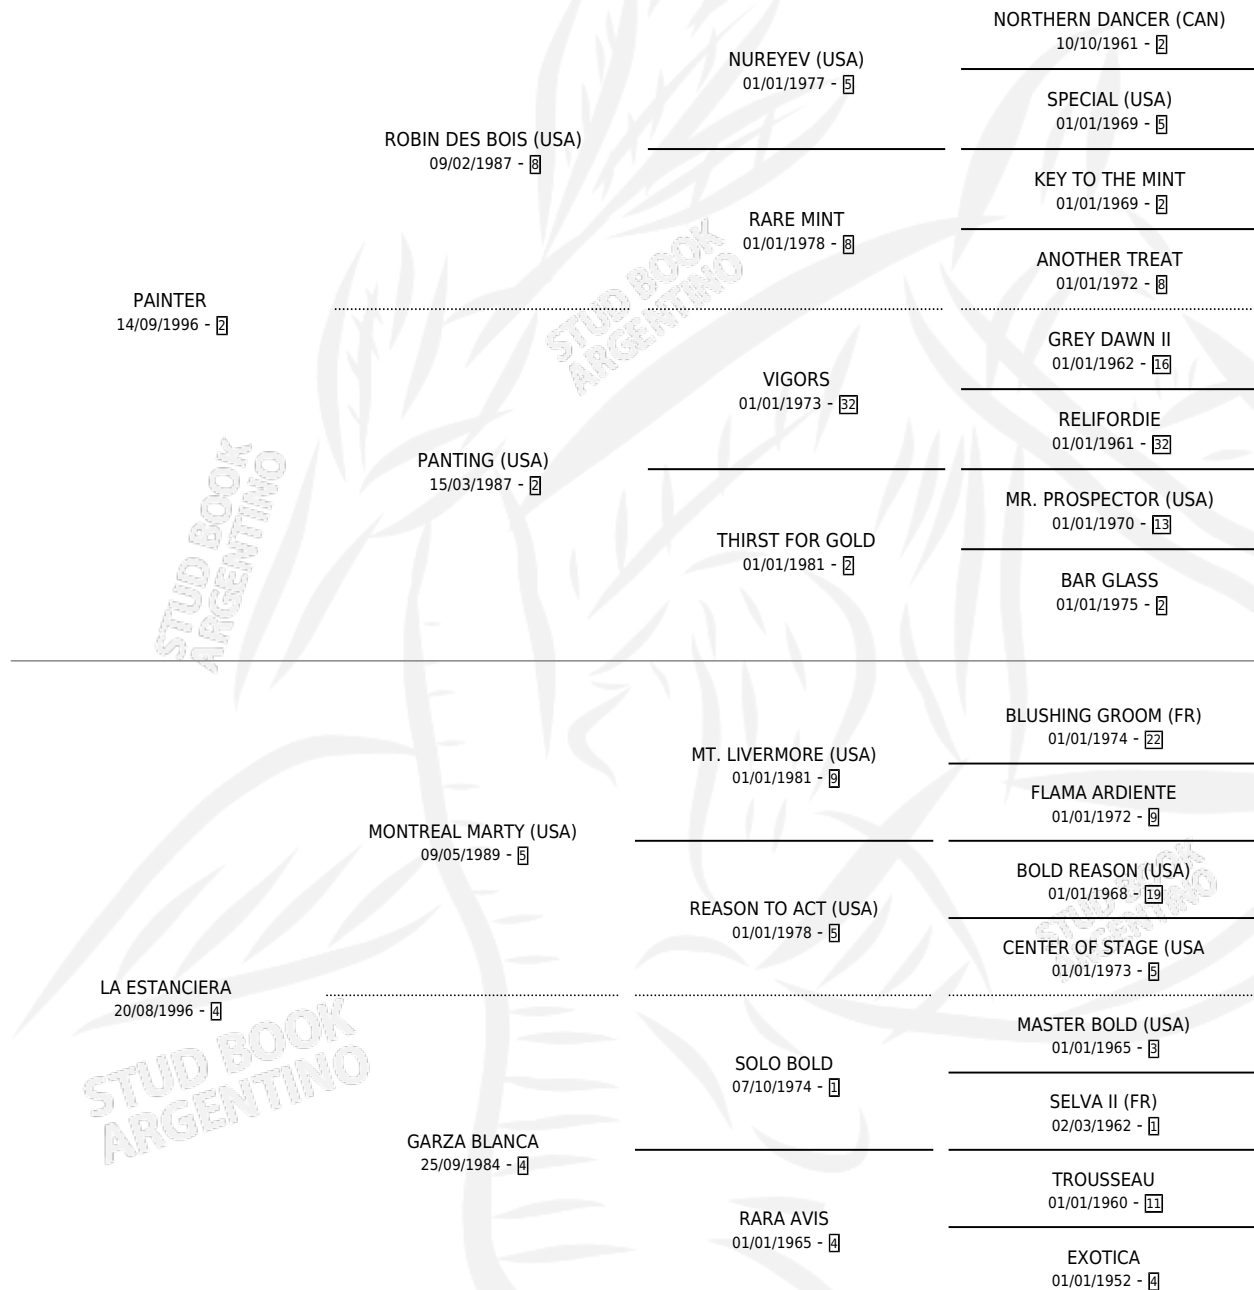 NORTHERN DANCER (CAN)
10/10/1961 - 2
NUREYEV (USA)
01/01/1977 - 5
SPECIAL (USA)
01/01/1969 - 5
ROBIN DES BOIS (USA)
09/02/1987 - 8
KEY TO THE MINT
01/01/1969 - 2
RARE MINT
01/01/1978 - 8
ANOTHER TREAT
01/01/1972 - 8
PAINTER
14/09/1996 - 2
GREY DAWN II
01/01/1962 - 16
VIGORS
01/01/1973 - 32
RELIFORDIE
01/01/1961 - 32
PANTING (USA)
15/03/1987 - 2
MR. PROSPECTOR (USA)
01/01/1970 - 13
THIRST FOR GOLD
01/01/1981 - 2
BAR GLASS
01/01/1975 - 2
BLUSHING GROOM (FR)
01/01/1974 - 22
MT. LIVERMORE (USA)
01/01/1981 - 9
FLAMA ARDIENTE
01/01/1972 - 9
MONTREAL MARTY (USA)
09/05/1989 - 5
BOLD REASON (USA)
01/01/1968 - 19
REASON TO ACT (USA)
01/01/1978 - 5
CENTER OF STAGE (USA
01/01/1973 - 5
LA ESTANCIERA
20/08/1996 - 4
MASTER BOLD (USA)
01/01/1965 - 3
SOLO BOLD
07/10/1974 - 1
SELVA II (FR)
02/03/1962 - 1
GARZA BLANCA
25/09/1984 - 4
TROUSSEAU
01/01/1960 - 11
RARA AVIS
01/01/1965 - 4
EXOTICA
01/01/1952 - 4
STUD BOOK
ARGENTINO
STUD BOOK
ARGENTINO
STUD BOOK
ARGENTINO
STUD BOOK
ARGENTINO